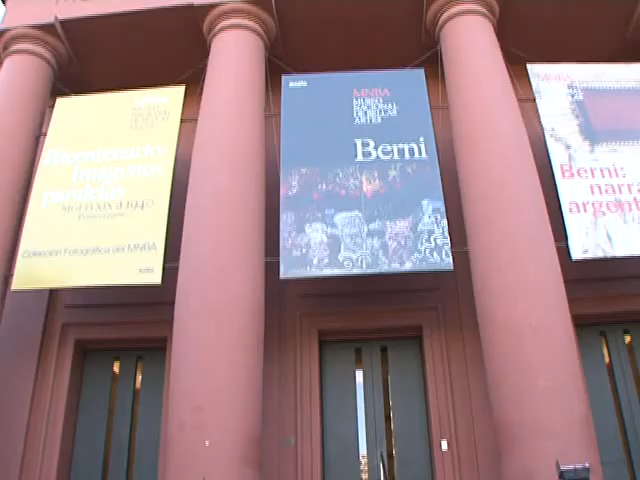 Bicentenario:
Imágenes
paralelas
SIGLO XIX al 1940
Colección Fotográfica del MNBA
MNBA
MUSEO
NACIONAL
DE BELLAS
ARTES
Berni
Berni:
narra
argent